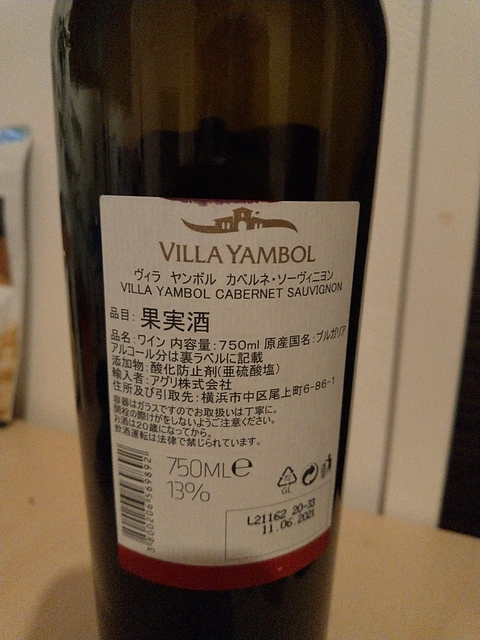 VILLA YAMBOL
ヴィラ ヤンボル カベルネ・ソーヴィニヨン
VILLA YAMBOL CABERNET SAUVIGNON
品目: 果実酒
品名:ワイン 内容量:750ml 原産国名:ブルガリア
アルコール分は裏ラベルに記載
添加物:酸化防止剤(亜硫酸塩)
輸入者:アグリ株式会社
住所及び引取先:横浜市中区尾上町6-86-1
容器はガラスですのでお取扱いは丁寧に。
開栓の際けがをしないようご注意ください。
お酒は20歳になってから。
飲酒運転は法律で禁じられています。
750ML℮
13%
GL
L21162 20-33
11.06.2021
3800206569892